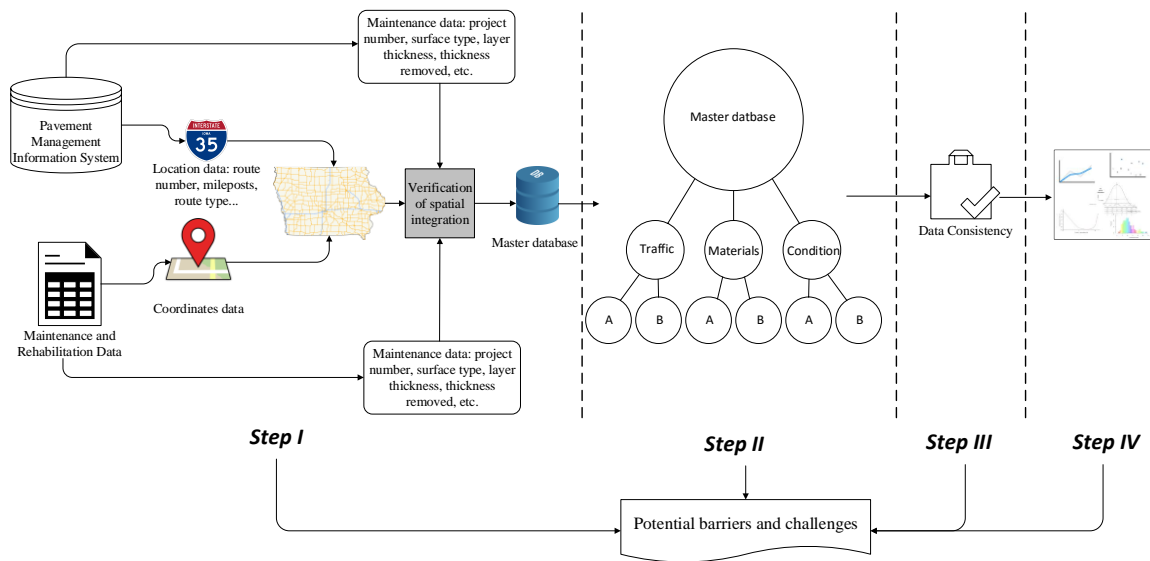 Maintenance data: project
number, surface type, layer
thickness, thickness
removed, etc.
Pavement
Management
Information System
INTERSTATE
IOWA
35
Location data: route
number, mileposts,
route type...
Verification
of spatial
integration
DB
Master database
Coordinates data
Maintenance and
Rehabilitation Data
Maintenance data: project
number, surface type, layer
thickness, thickness
removed, etc.
Master datbase
Traffic
Materials
Condition
A
B
A
B
A
B
Data Consistency
Step I
Step II
Step III
Step IV
Potential barriers and challenges